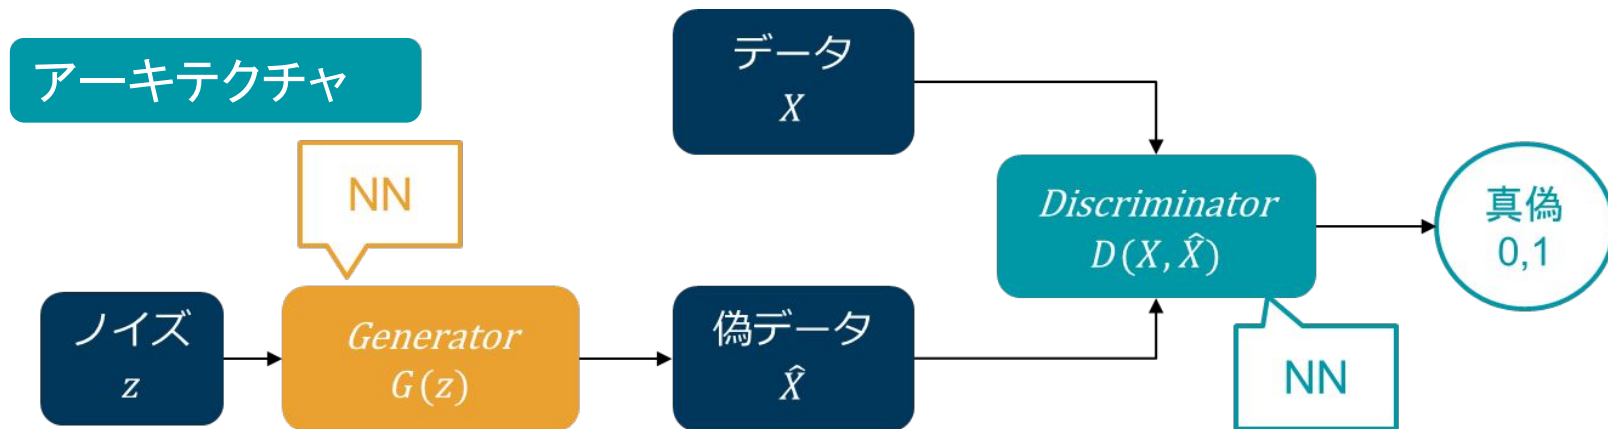 アーキテクチャ
データ
X
NN
Discriminator
D(X, X̂)
真偽
0,1
ノイズ
z
Generator
G(z)
偽データ
X̂
NN